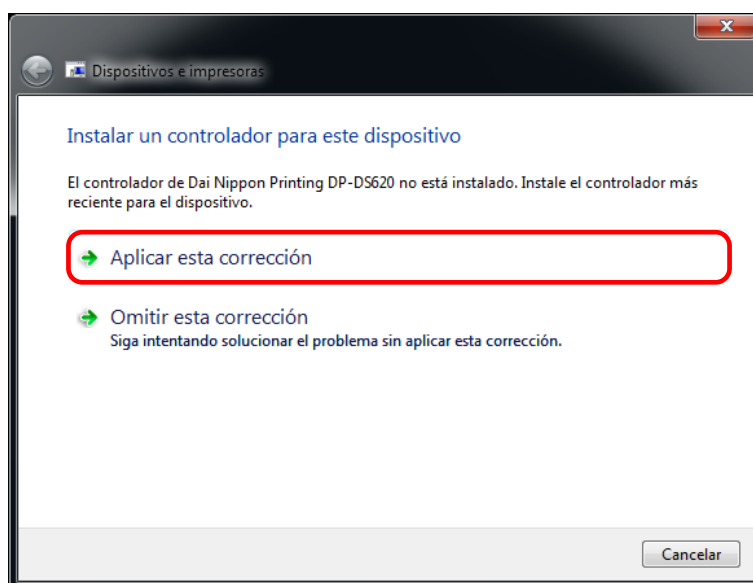 Dispositivos e impresoras
Instalar un controlador para este dispositivo
El controlador de Dai Nippon Printing DP-DS620 no está instalado. Instale el controlador más
reciente para el dispositivo.
Aplicar esta corrección
Omitir esta corrección
Siga intentando solucionar el problema sin aplicar esta corrección.
Cancelar